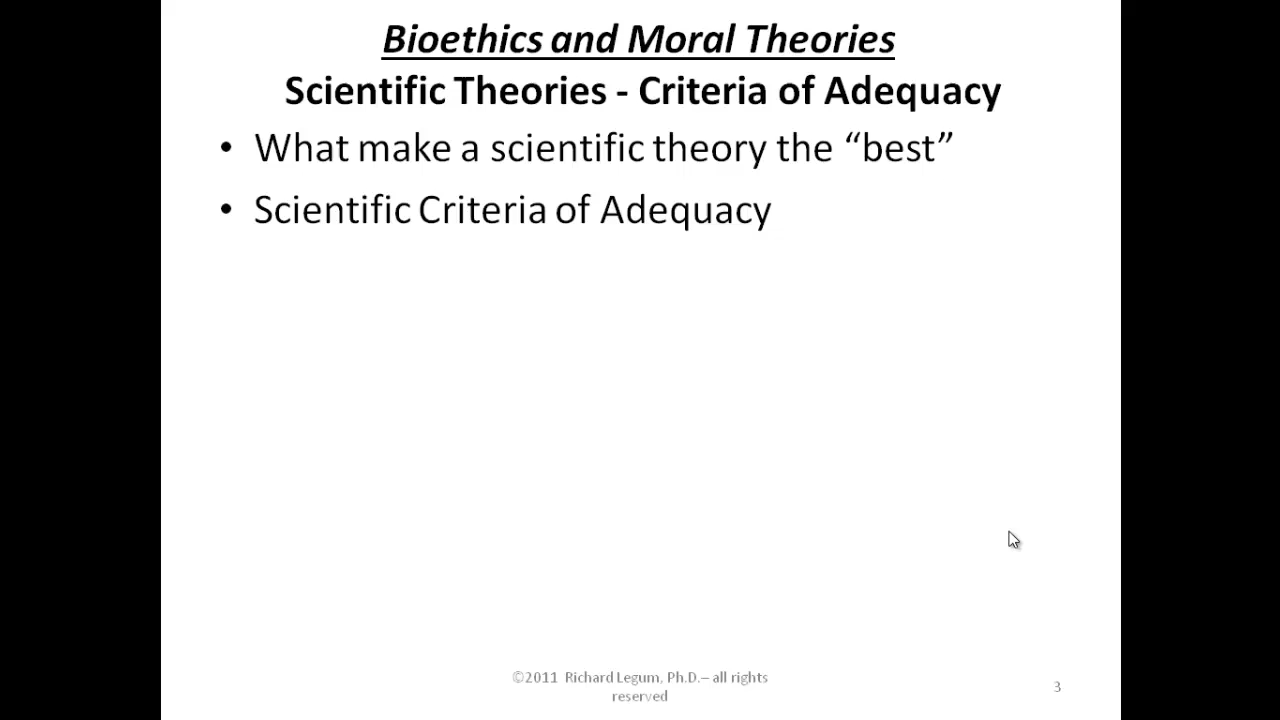 Bioethics and Moral Theories
Scientific Theories - Criteria of Adequacy
• What make a scientific theory the “best”
• Scientific Criteria of Adequacy
©2011 Richard Legum, Ph.D.– all rights
reserved
3